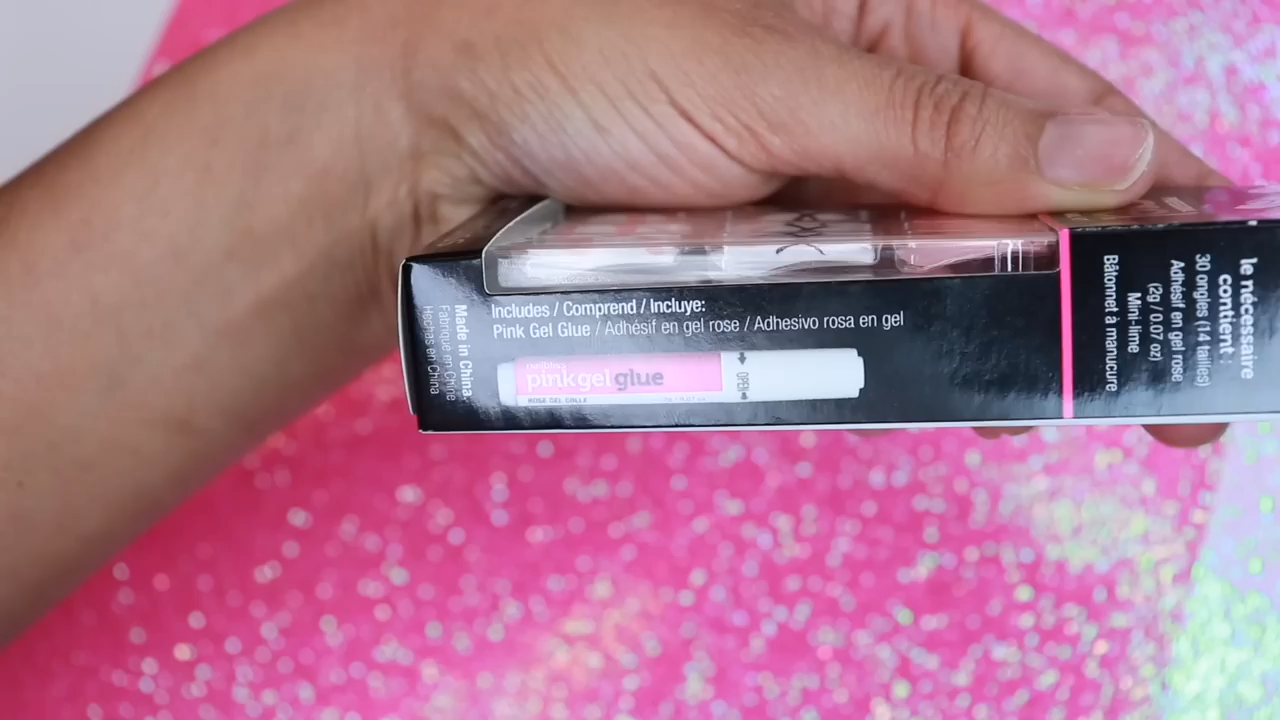 Includes / Comprend / Incluye:
Pink Gel Glue / Adhésif en gel rose / Adhesivo rosa en gel
pink gel glue
ROSE GEL COLLE
OPEN
Made in China.
Fabriqué en Chine
Hechas en China
le nécessaire
contient :
30 ongles (14 tailles)
Adhésif en gel rose
(2g / 0.07 oz)
Mini-lime
Bâtonnet à manucure